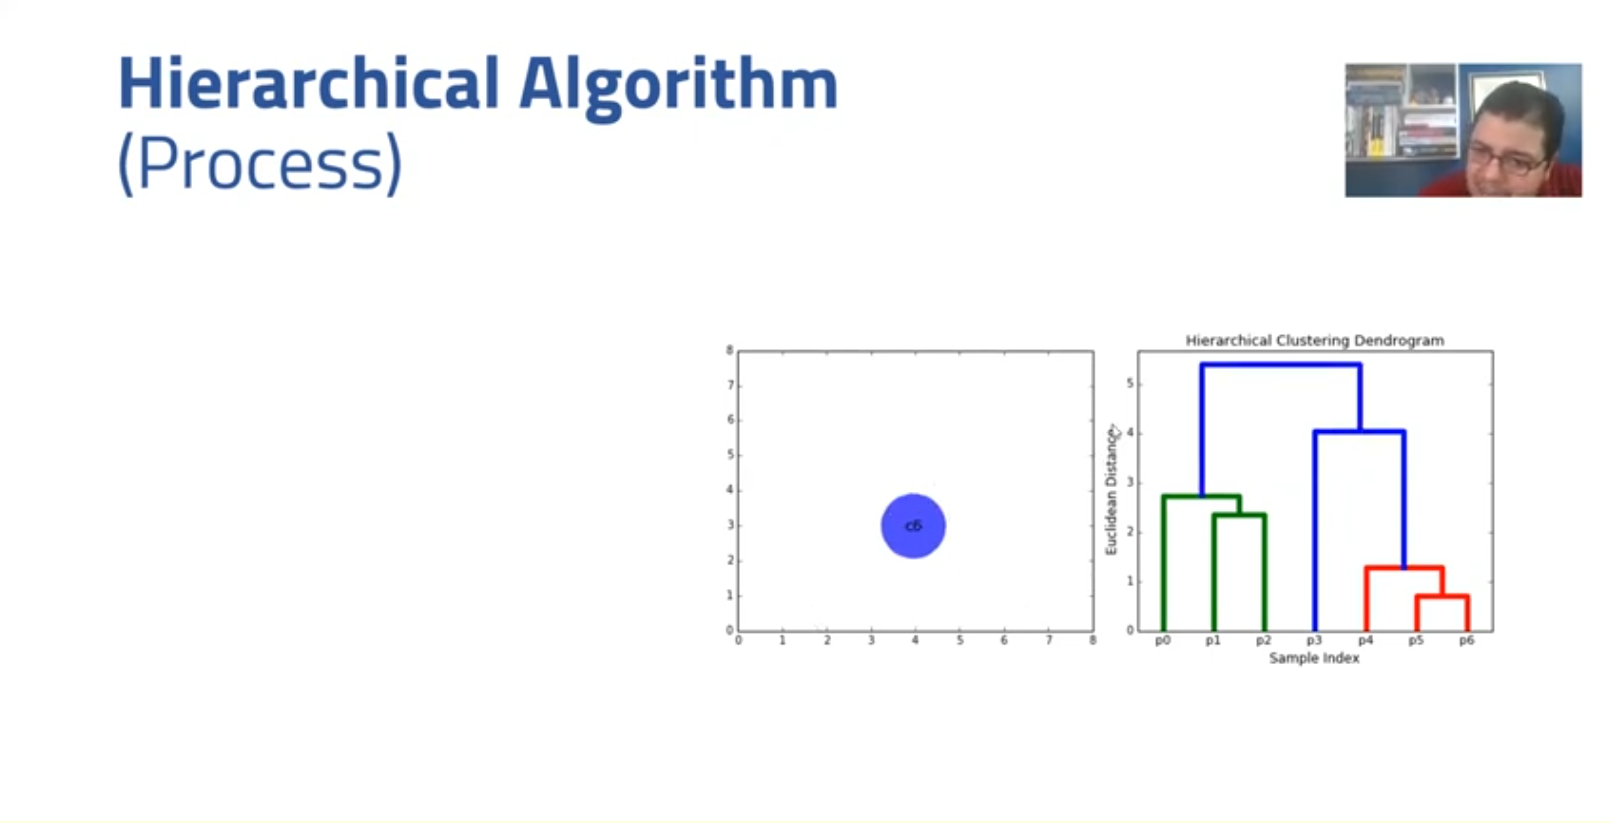 Hierarchical Algorithm
(Process)
8
7
6
5
4
3
2
1
0
c6
0 1 2 3 4 5 6 7 8
Hierarchical Clustering Dendrogram
Euclidean Distance
5
4
3
2
1
0
p0 p1 p2 p3 p4 p5 p6
Sample Index